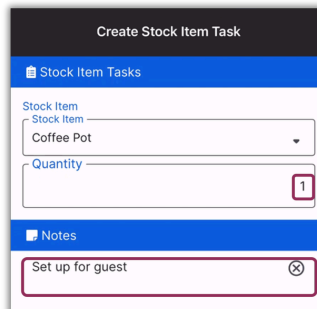 Create Stock Item Task
Stock Item Tasks
Stock Item
Stock Item
Coffee Pot
Quantity
1
Notes
Set up for guest